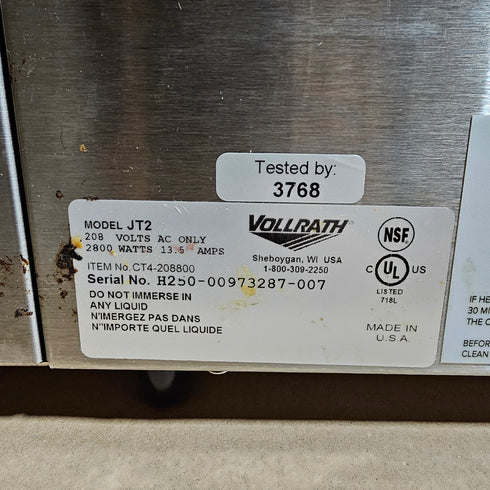 Tested by:
3768
MODEL JT2
208 VOLTS AC ONLY
2800 WATTS 13.5 AMPS
ITEM No. CT4-208800
Serial No. H250-00973287-007
DO NOT IMMERSE IN
ANY LIQUID
N'IMERGEZ PAS DANS
N"IMPORTE QUEL LIQUIDE
VOLLRATH
Sheboygan, WI USA
1-800-309-2250
NSF
C UL US
LISTED
718L
MADE IN
U.S.A.
IF HE
30 MI
THE C
BEFOR
CLEAN